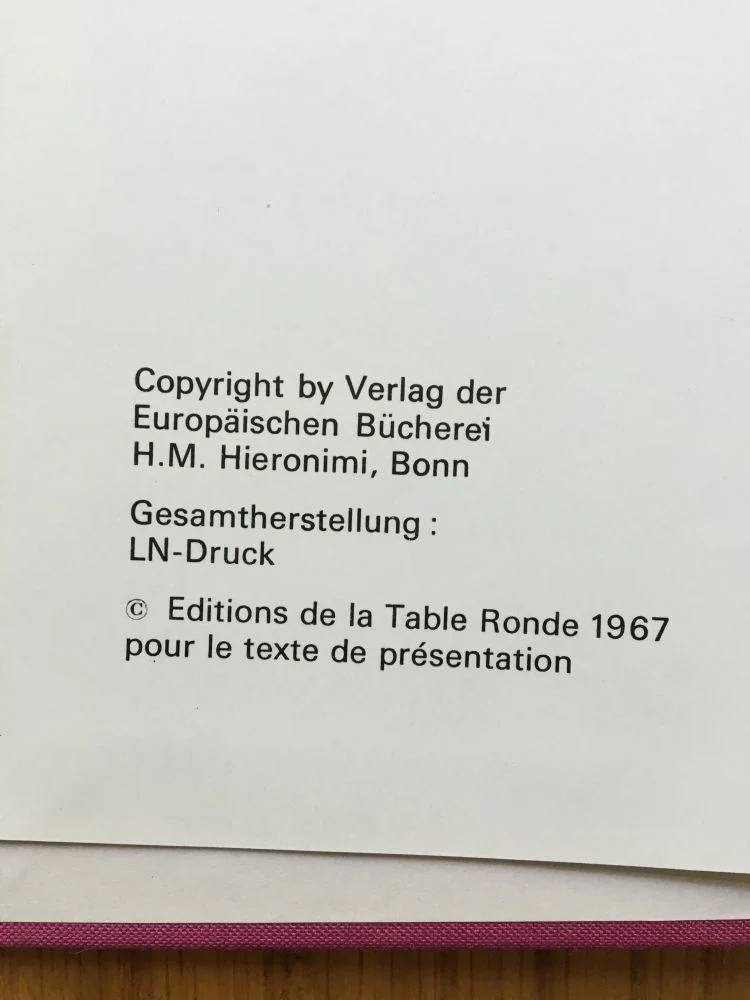 Copyright by Verlag der
Europäischen Bücherei
H.M. Hieronimi, Bonn
Gesamtherstellung :
LN-Druck
© Editions de la Table Ronde 1967
pour le texte de présentation